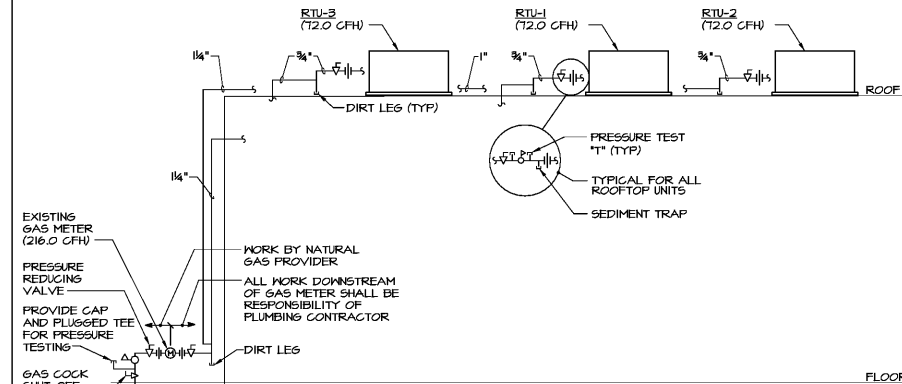 RTU-3
(72.0 CFH)
RTU-1
(72.0 CFH)
RTU-2
(72.0 CFH)
1¼"
¾"
1"
¾"
¾"
ROOF
DIRT LEG (TYP)
PRESSURE TEST
"T" (TYP)
1¼"
TYPICAL FOR ALL
ROOFTOP UNITS
SEDIMENT TRAP
EXISTING
GAS METER
(216.0 CFH)
WORK BY NATURAL
GAS PROVIDER
PRESSURE
REDUCING
VALVE
ALL WORK DOWNSTREAM
OF GAS METER SHALL BE
RESPONSIBILITY OF
PLUMBING CONTRACTOR
PROVIDE CAP
AND PLUGGED TEE
FOR PRESSURE
TESTING
M
DIRT LEG
GAS COCK
SHUT OFF
FLOOR